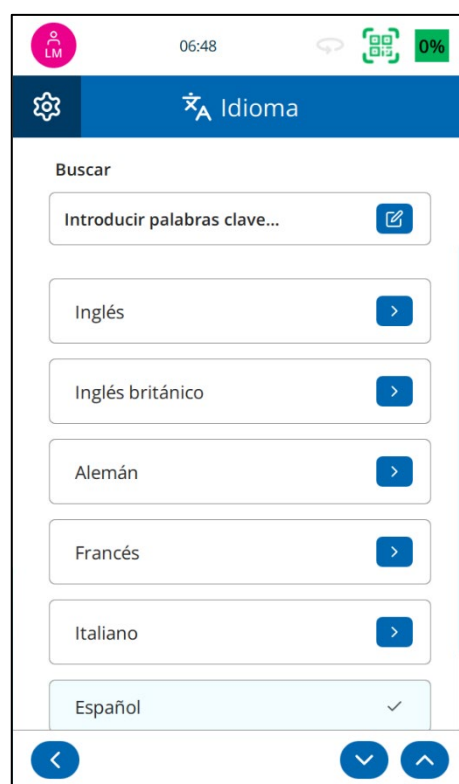 LM
06:48
0%
Idioma
Buscar
Introducir palabras clave...
Inglés
Inglés británico
Alemán
Francés
Italiano
Español